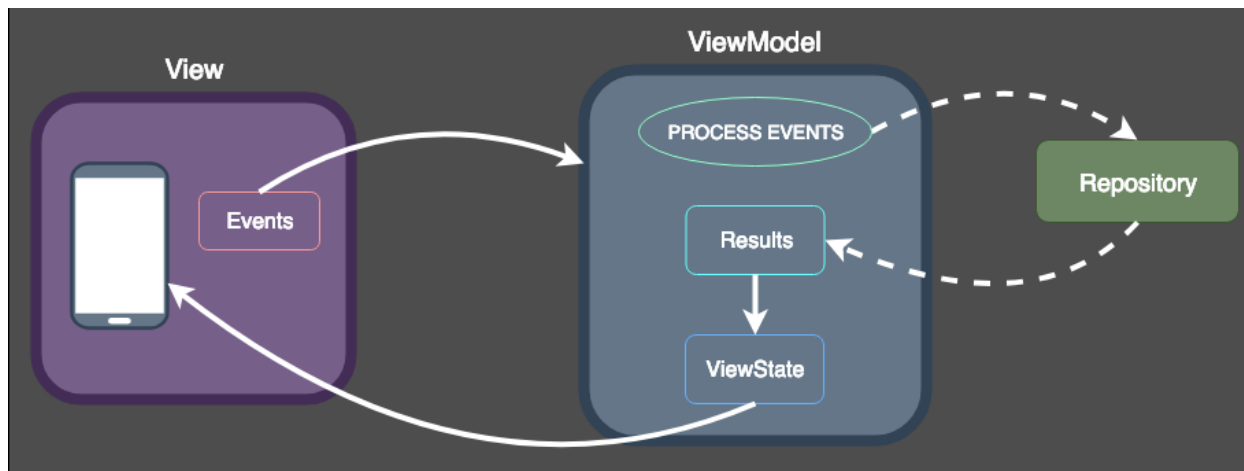 View
ViewModel
PROCESS EVENTS
Events
Repository
Results
ViewState